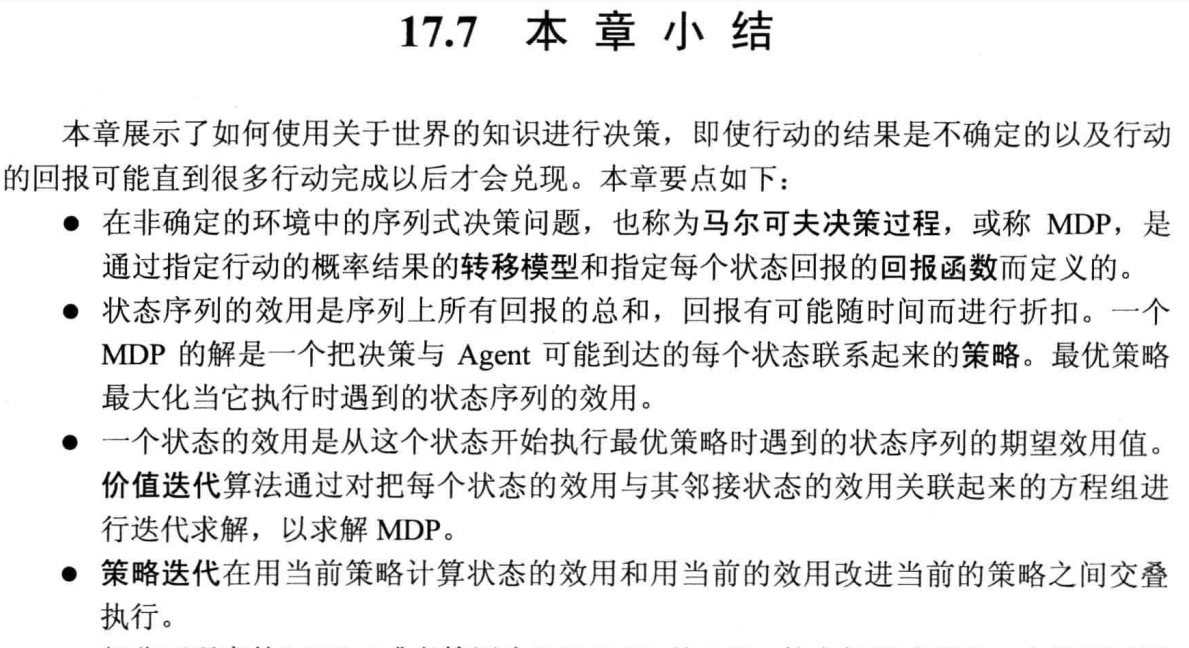 17.7 本章小结
本章展示了如何使用关于世界的知识进行决策，即使行动的结果是不确定的以及行动
的回报可能直到很多行动完成以后才会兑现。本章要点如下：
● 在非确定的环境中的序列式决策问题，也称为马尔可夫决策过程，或称 MDP，是
通过指定行动的概率结果的转移模型和指定每个状态回报的回报函数而定义的。
● 状态序列的效用是序列上所有回报的总和，回报有可能随时间而进行折扣。一个
MDP 的解是一个把决策与 Agent 可能到达的每个状态联系起来的策略。最优策略
最大化当它执行时遇到的状态序列的效用。
● 一个状态的效用是从这个状态开始执行最优策略时遇到的状态序列的期望效用值。
价值迭代算法通过对把每个状态的效用与其邻接状态的效用关联起来的方程组进
行迭代求解，以求解 MDP。
● 策略迭代在用当前策略计算状态的效用和用当前的效用改进当前的策略之间交叠
执行。